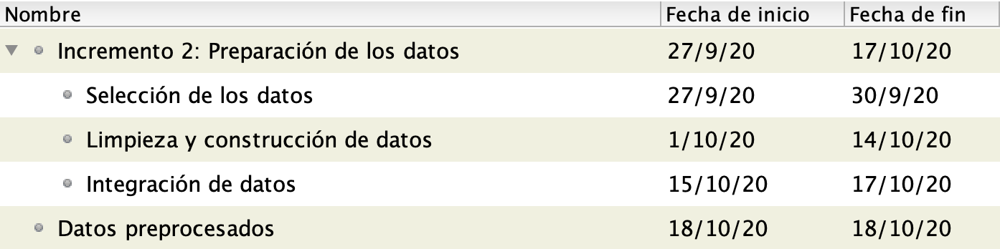 Nombre Fecha de inicio Fecha de fin
Incremento 2: Preparación de los datos 27/9/20 17/10/20
Selección de los datos 27/9/20 30/9/20
Limpieza y construcción de datos 1/10/20 14/10/20
Integración de datos 15/10/20 17/10/20
Datos preprocesados 18/10/20 18/10/20